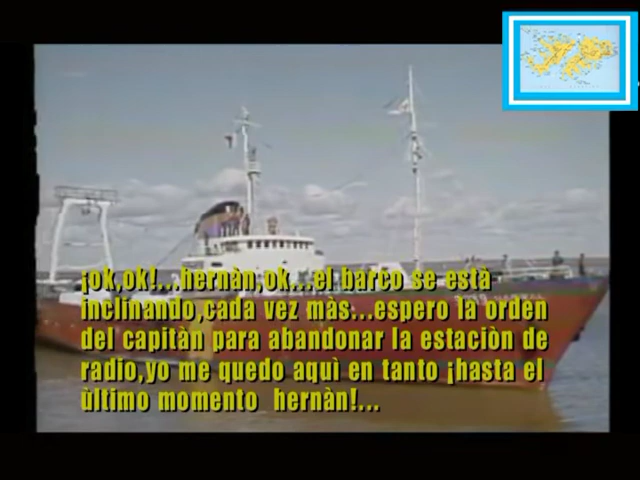 ¡ok,ok!...hernàn,ok...el barco se està
inclinando,cada vez màs...espero la orden
del capitàn para abandonar la estaciòn de
radio,yo me quedo aquì en tanto ¡hasta el
ùltimo momento hernàn!...